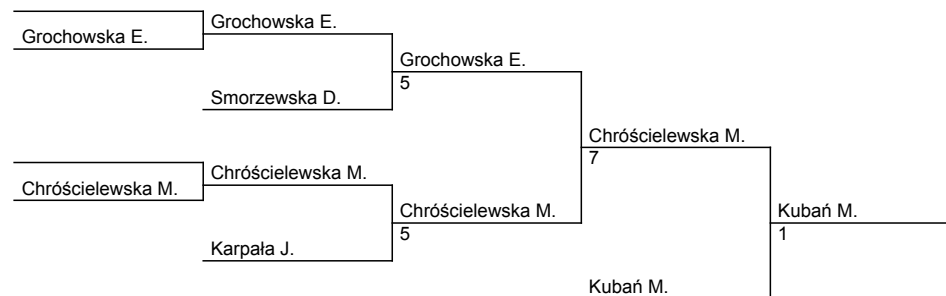 Grochowska E.
Grochowska E.
Grochowska E.
5
Smorzewska D.
Chróścielewska M.
7
Chróścielewska M.
Chróścielewska M.
Chróścielewska M.
5
Karpała J.
Kubań M.
1
Kubań M.